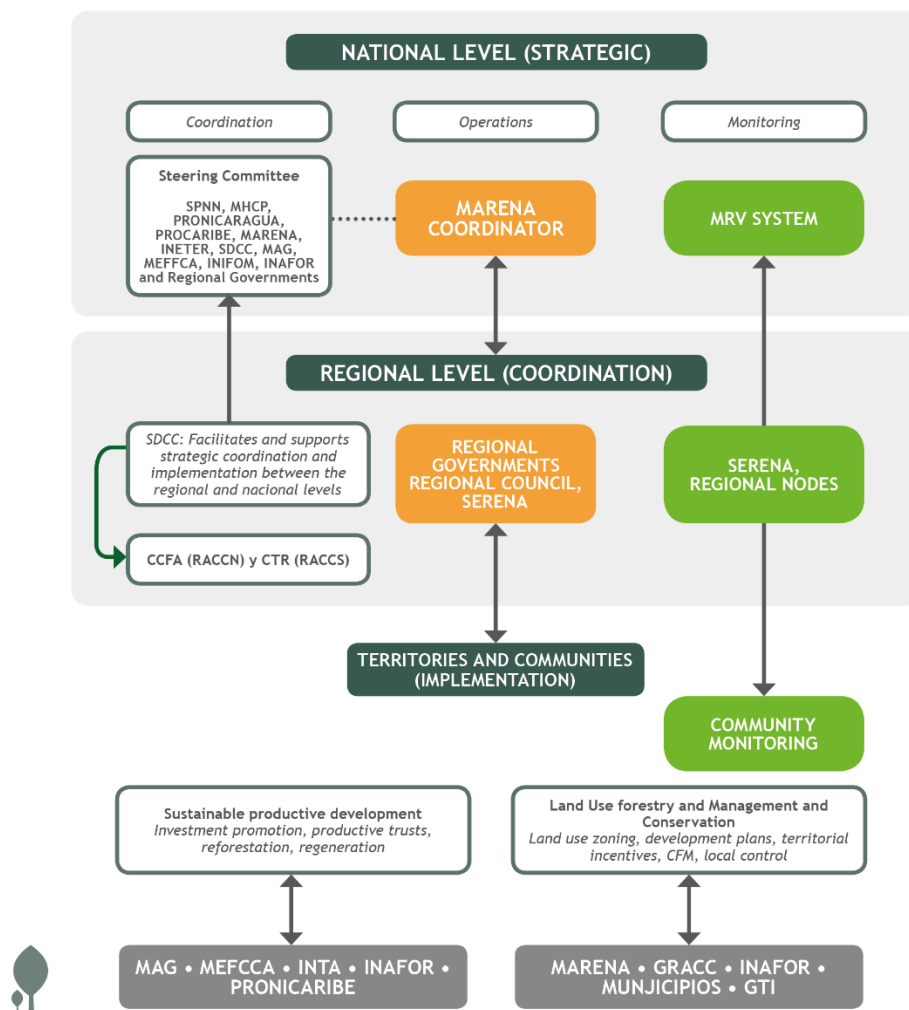 NATIONAL LEVEL (STRATEGIC)
Coordination
Operations
Monitoring
Steering Committee
SPNN, MHCP,
PRONICARAGUA,
PROCARIBE, MARENA,
INETER, SDCC, MAG,
MEFFCA, INIFOM, INAFOR
and Regional Governments
MARENA
COORDINATOR
MRV SYSTEM
REGIONAL LEVEL (COORDINATION)
SDCC: Facilitates and supports
strategic coordination and
implementation between the
regional and nacional levels
REGIONAL
GOVERNMENTS
REGIONAL COUNCIL,
SERENA
SERENA,
REGIONAL NODES
CCFA (RACCN) y CTR (RACCS)
TERRITORIES AND COMMUNITIES
(IMPLEMENTATION)
COMMUNITY
MONITORING
Sustainable productive development
Investment promotion, productive trusts,
reforestation, regeneration
Land Use forestry and Management and
Conservation
Land use zoning, development plans, territorial
incentives, CFM, local control
MAG • MEFCCA • INTA • INAFOR •
PRONICARIBE
MARENA • GRACC • INAFOR •
MUNJICIPIOS • GTI